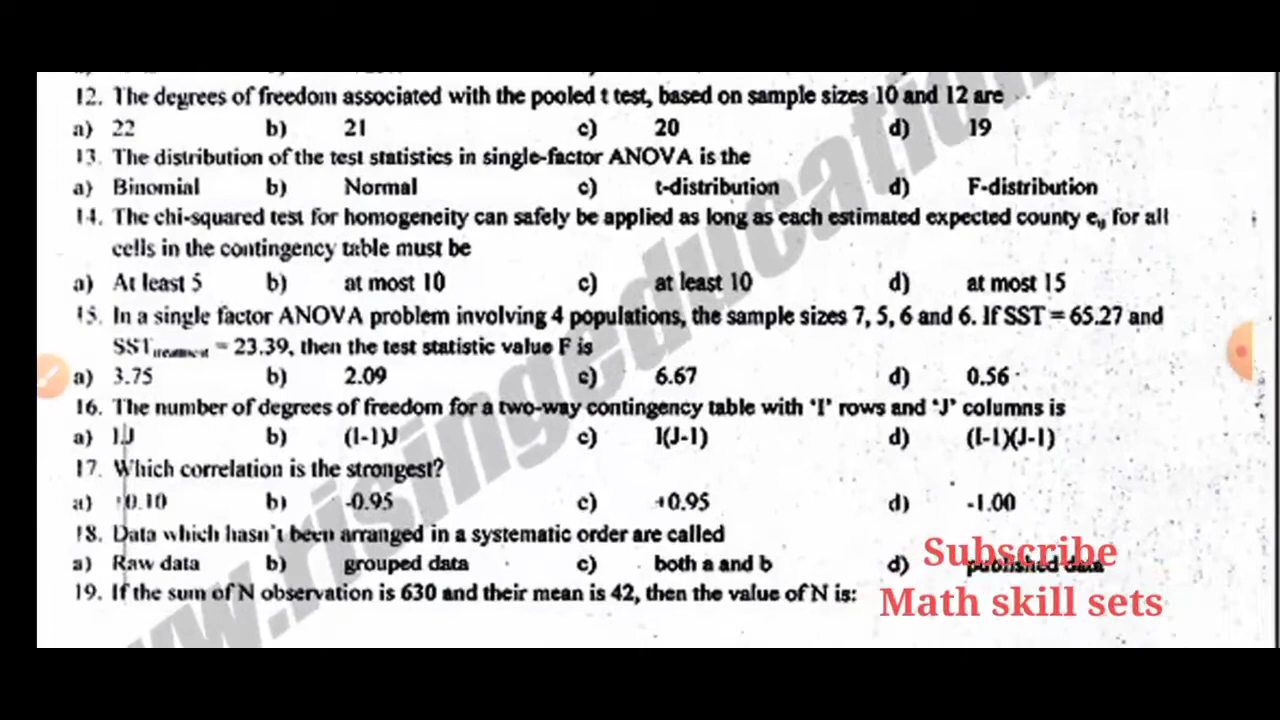 12. The degrees of freedom associated with the pooled t test, based on sample sizes 10 and 12 are
a) 22 b) 21 c) 20 d) 19
13. The distribution of the test statistics in single-factor ANOVA is the
a) Binomial b) Normal c) t-distribution d) F-distribution
14. The chi-squared test for homogeneity can safely be applied as long as each estimated expected county eij for all
cells in the contingency table must be
a) At least 5 b) at most 10 c) at least 10 d) at most 15
15. In a single factor ANOVA problem involving 4 populations, the sample sizes 7, 5, 6 and 6. If SST = 65.27 and
SSTtreatment = 23.39, then the test statistic value F is
a) 3.75 b) 2.09 c) 6.67 d) 0.56
16. The number of degrees of freedom for a two-way contingency table with 'I' rows and 'J' columns is
a) IJ b) (I-1)J c) I(J-1) d) (I-1)(J-1)
17. Which correlation is the strongest?
a) +0.10 b) -0.95 c) +0.95 d) -1.00
18. Data which hasn't been arranged in a systematic order are called
a) Raw data b) grouped data c) both a and b d) published data
19. If the sum of N observation is 630 and their mean is 42, then the value of N is:
Subscribe
Math skill sets
www.risingeducation